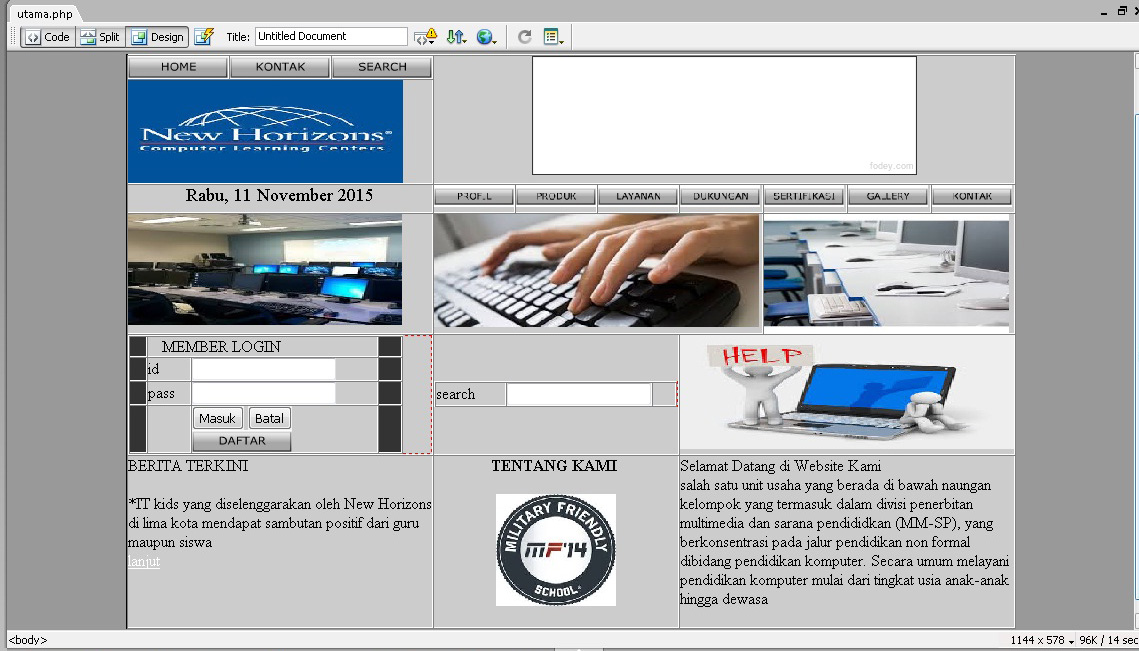 utama.php
Code Split Design Title: Untitled Document
HOME KONTAK SEARCH
New Horizons®
Computer Learning Centers
fodey.com
Rabu, 11 November 2015
PROFIL PRODUK LAYANAN DUKUNGAN SERTIFIKASI GALLERY KONTAK
MEMBER LOGIN
id
pass
Masuk Batal
DAFTAR
search
HELP
BERITA TERKINI
*IT kids yang diselenggarakan oleh New Horizons
di lima kota mendapat sambutan positif dari guru
maupun siswa
lanjut
TENTANG KAMI
MILITARY FRIENDLY
MF'14
SCHOOL®
Selamat Datang di Website Kami
salah satu unit usaha yang berada di bawah naungan
kelompok yang termasuk dalam divisi penerbitan
multimedia dan sarana pendididkan (MM-SP), yang
berkonsentrasi pada jalur pendidikan non formal
dibidang pendidikan komputer. Secara umum melayani
pendidikan komputer mulai dari tingkat usia anak-anak
hingga dewasa
<body>
1144 x 578 96K / 14 sec